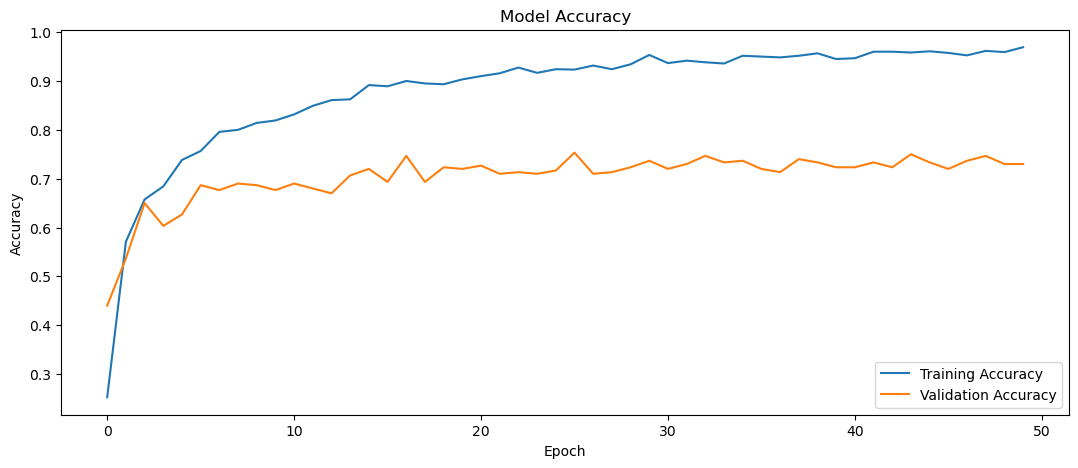 Model Accuracy
1.0
0.9
0.8
0.7
0.6
0.5
0.4
0.3
Accuracy
Training Accuracy
Validation Accuracy
0 10 20 30 40 50
Epoch